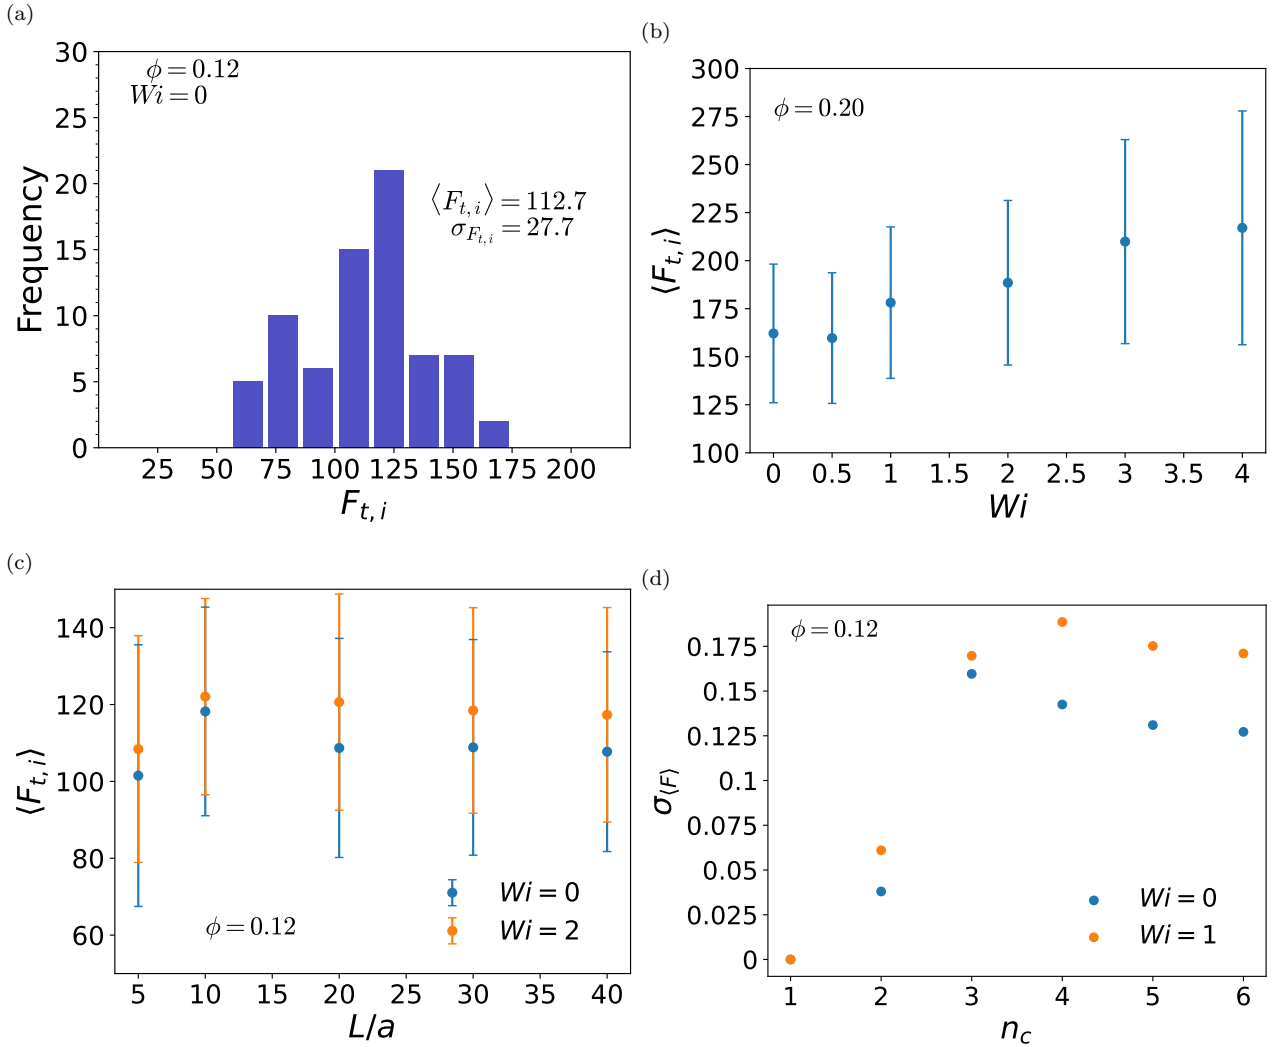 (a)
30
25
20
15
10
5
0
Frequency
ϕ = 0.12
Wi = 0
⟨F_{t,i}⟩ = 112.7
σ_{F_{t,i}} = 27.7
25 50 75 100 125 150 175 200
F_{t,i}
(b)
300
275
250
225
200
175
150
125
100
⟨F_{t,i}⟩
ϕ = 0.20
0 0.5 1 1.5 2 2.5 3 3.5 4
Wi
(c)
140
120
100
80
60
⟨F_{t,i}⟩
Wi = 0
Wi = 2
ϕ = 0.12
5 10 15 20 25 30 35 40
L/a
(d)
0.175
0.15
0.125
0.1
0.075
0.05
0.025
0
σ_{⟨F⟩}
ϕ = 0.12
Wi = 0
Wi = 1
1 2 3 4 5 6
n_c